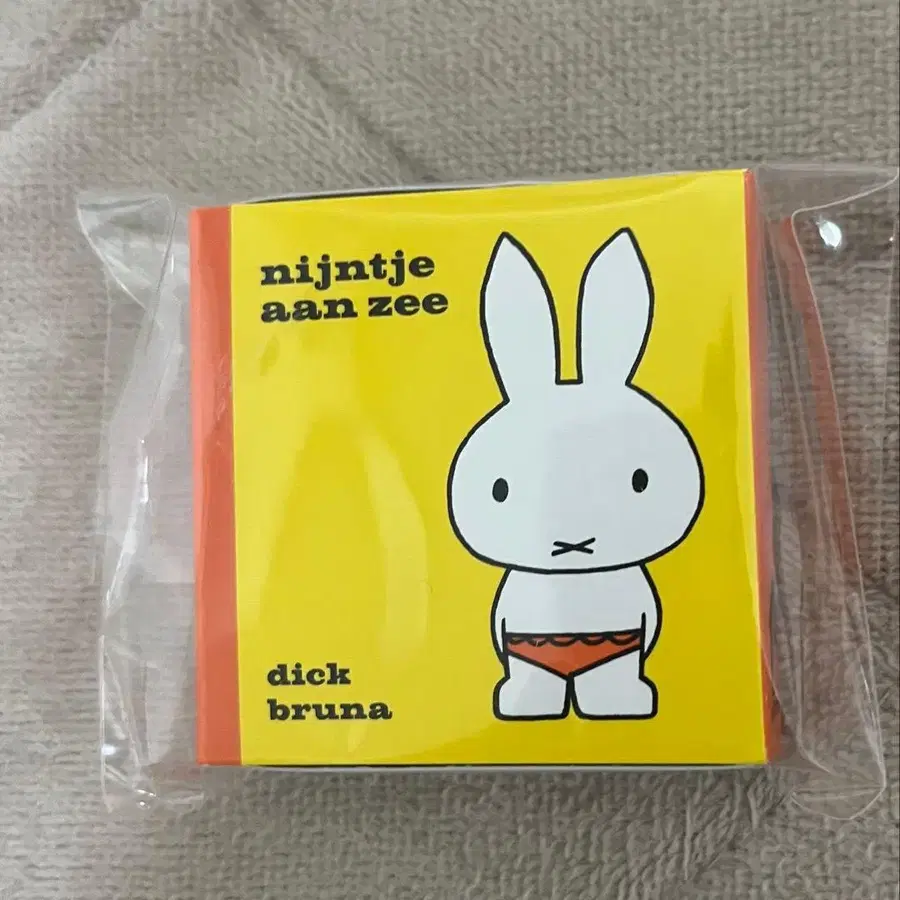 nijntje
aan zee
dick
bruna